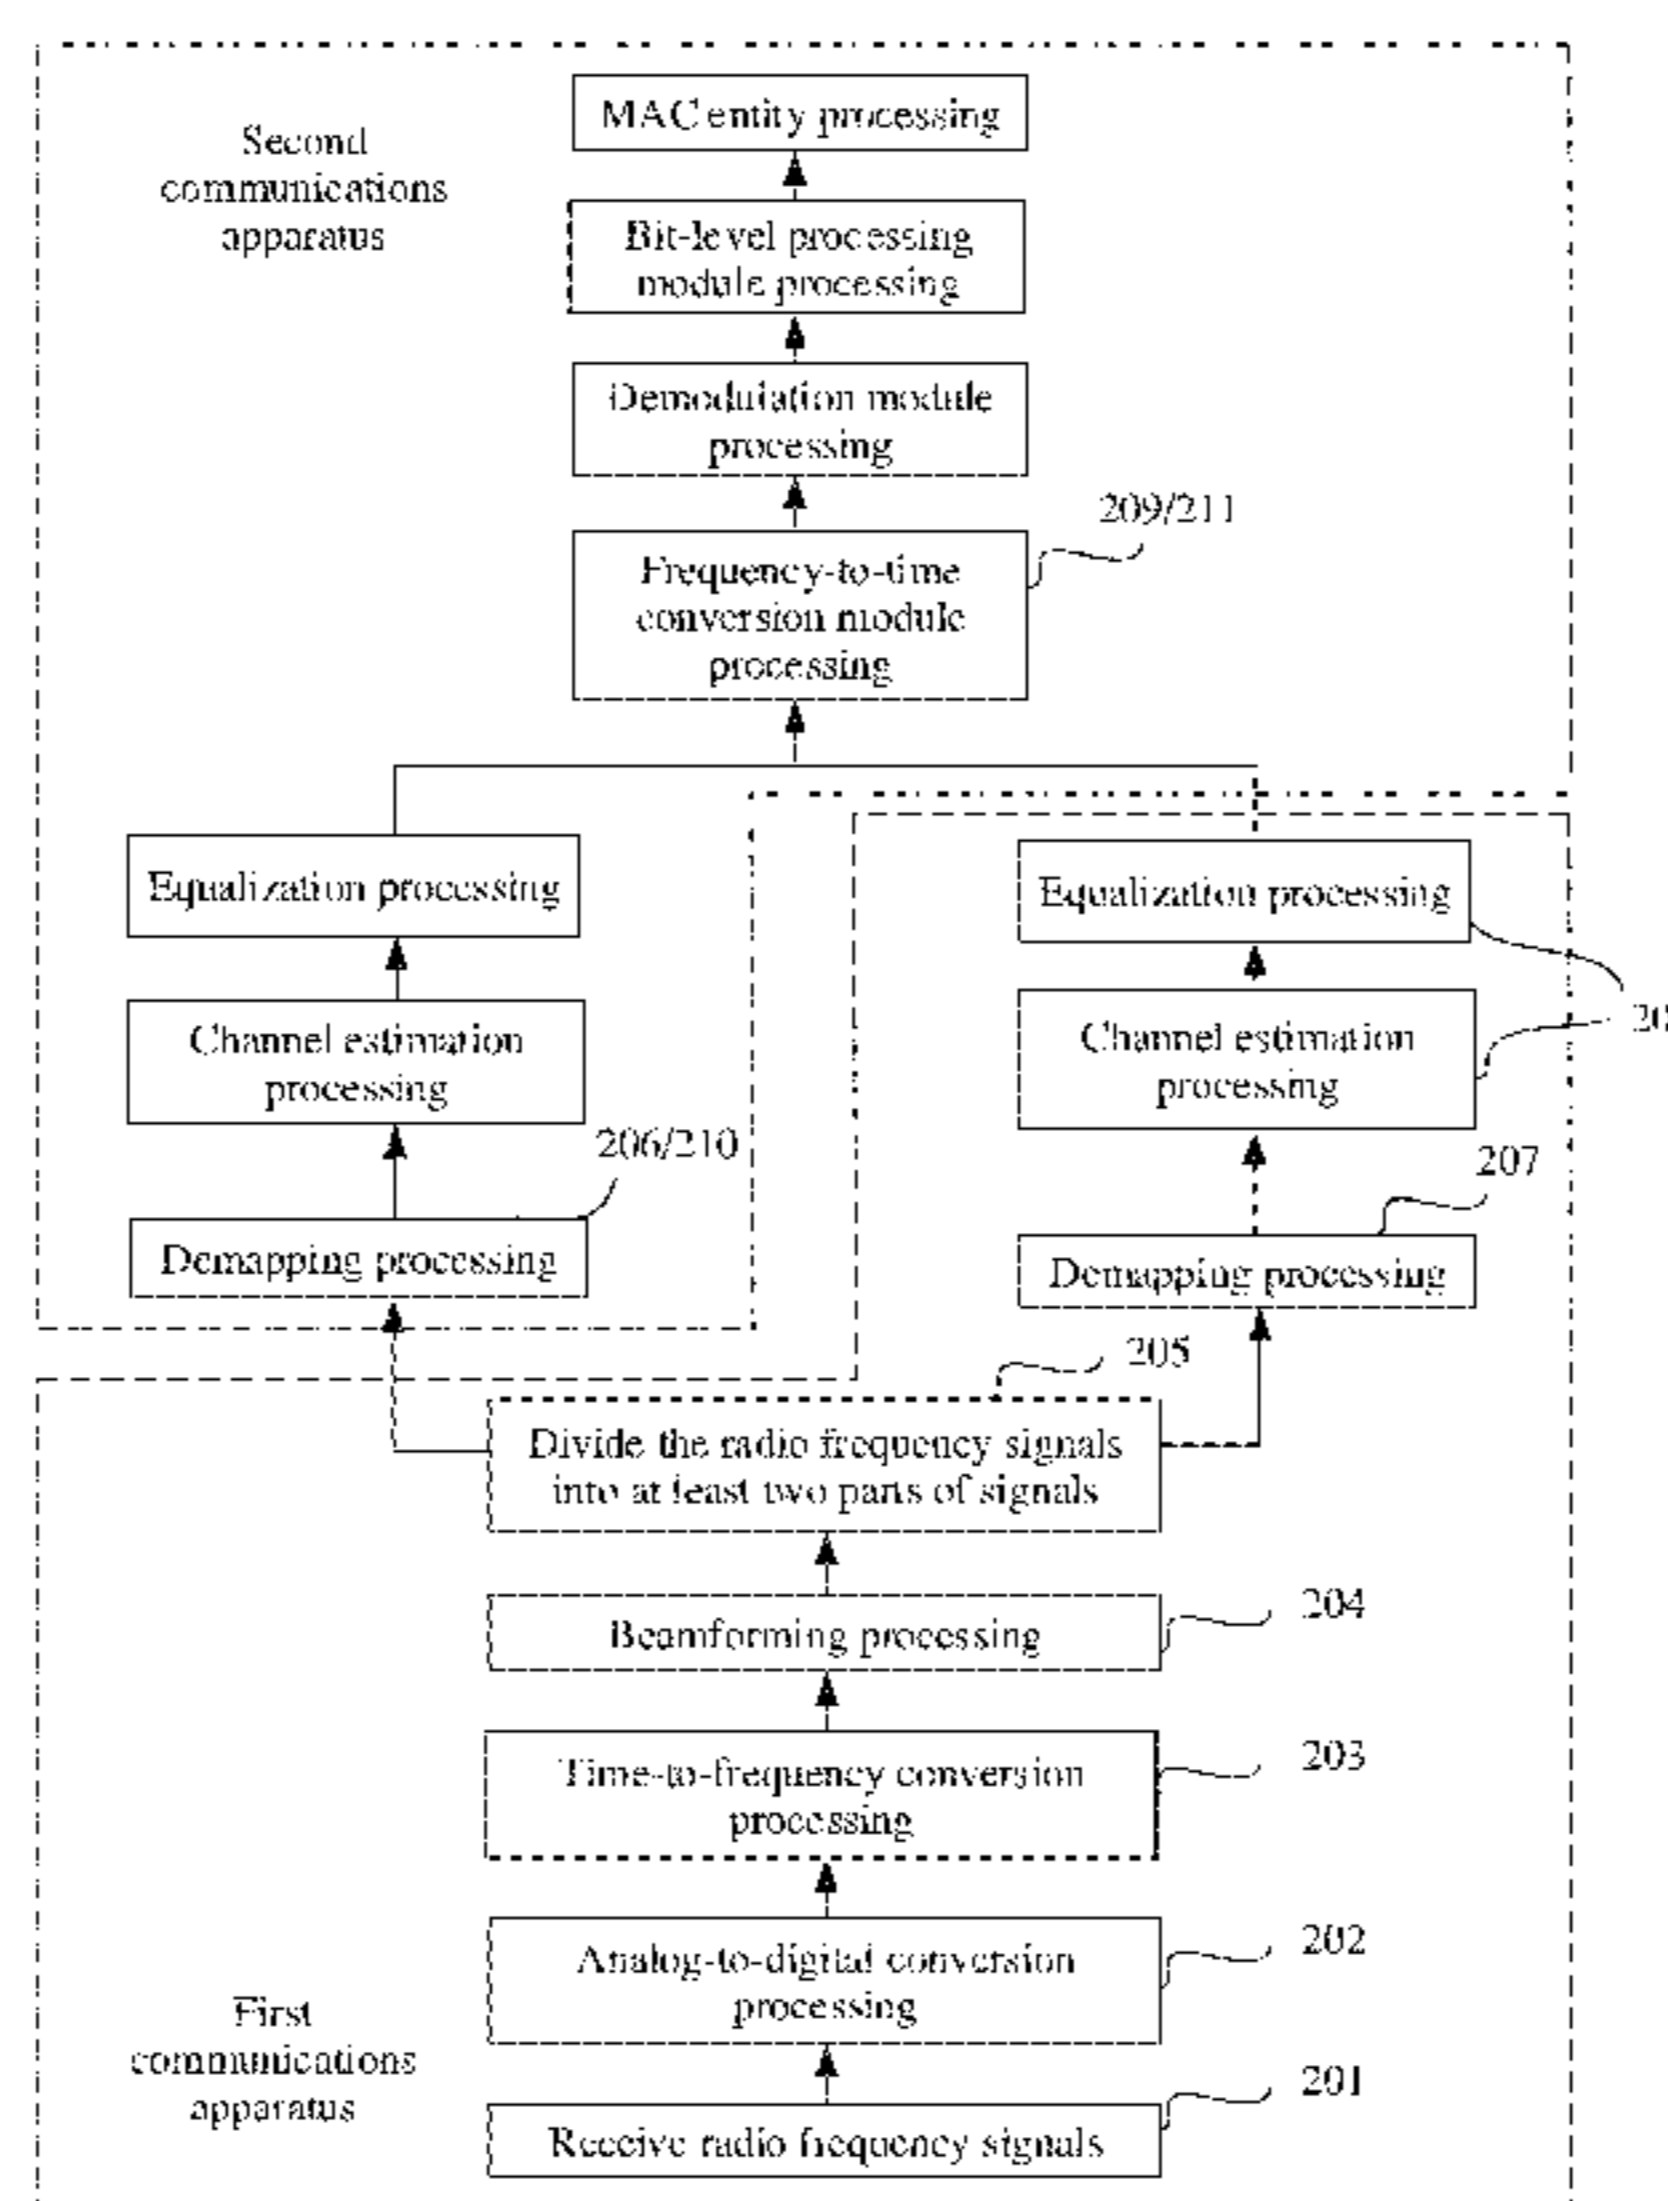 MAC entity processing
Second
communications
apparatus
Bit-level processing
module processing
Demodulation module
processing
209/211
Frequency-to-time
conversion module
processing
Equalization processing
Equalization processing
Channel estimation
processing
Channel estimation
processing
20
206/210
207
Demapping processing
Demapping processing
205
Divide the radio frequency signals
into at least two parts of signals
204
Beamforming processing
203
Time-to-frequency conversion
processing
202
Analog-to-digital conversion
processing
First
communications
apparatus
201
Receive radio frequency signals